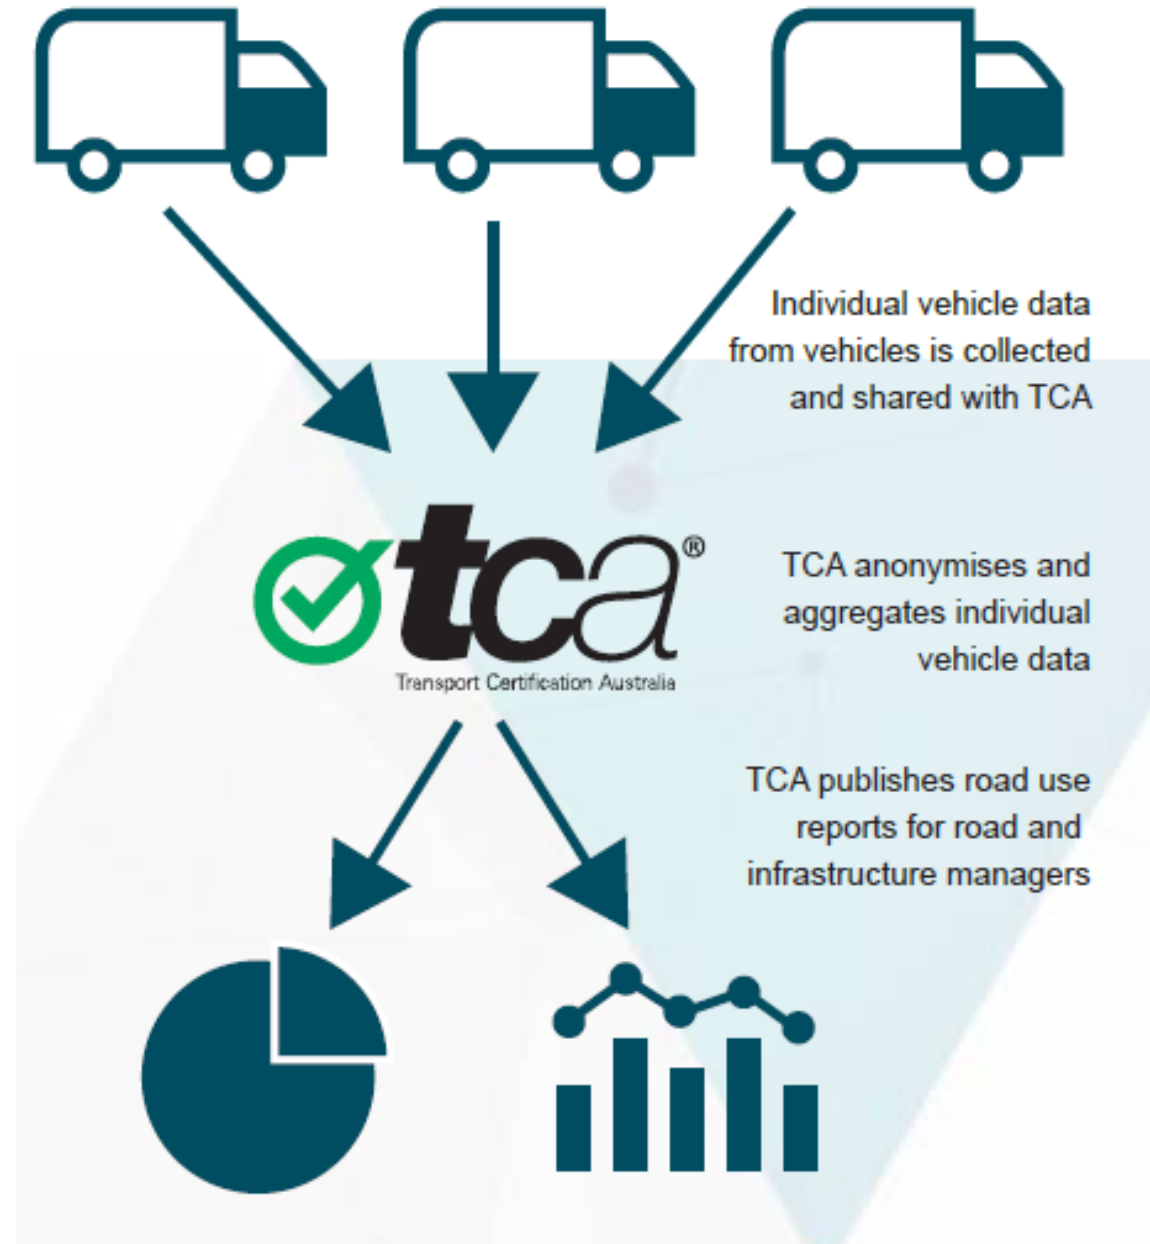 Individual vehicle data
from vehicles is collected
and shared with TCA
tca®
Transport Certification Australia
TCA anonymises and
aggregates individual
vehicle data
TCA publishes road use
reports for road and
infrastructure managers